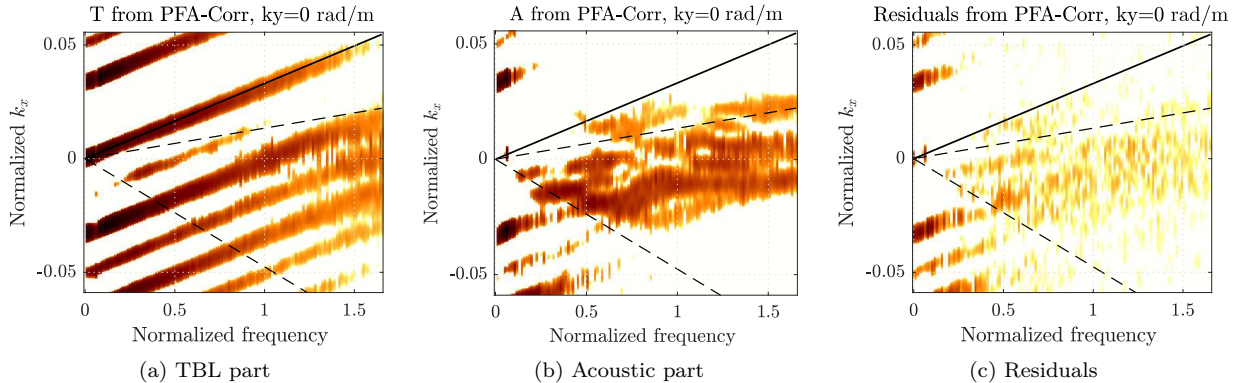 T from PFA-Corr, ky=0 rad/m
A from PFA-Corr, ky=0 rad/m
Residuals from PFA-Corr, ky=0 rad/m
0.05
0
-0.05
Normalized kx
0
0.5
1
1.5
Normalized frequency
0.05
0
-0.05
Normalized kx
0
0.5
1
1.5
Normalized frequency
0.05
0
-0.05
Normalized kx
0
0.5
1
1.5
Normalized frequency
(a) TBL part
(b) Acoustic part
(c) Residuals